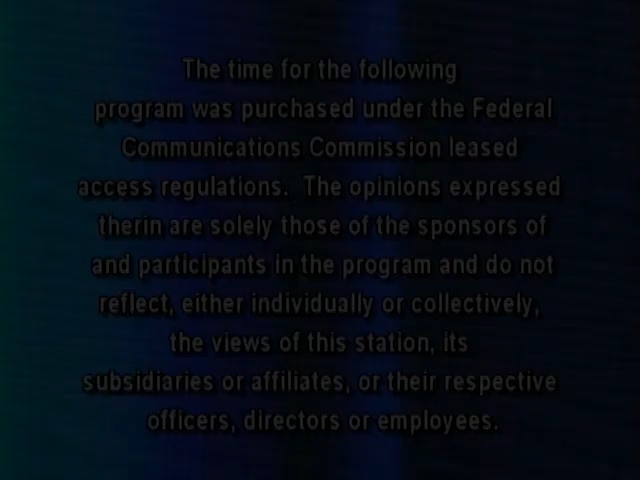 The time for the following
program was purchased under the Federal
Communications Commission leased
access regulations. The opinions expressed
therin are solely those of the sponsors of
and participants in the program and do not
reflect, either individually or collectively,
the views of this station, its
subsidiaries or affiliates, or their respective
officers, directors or employees.